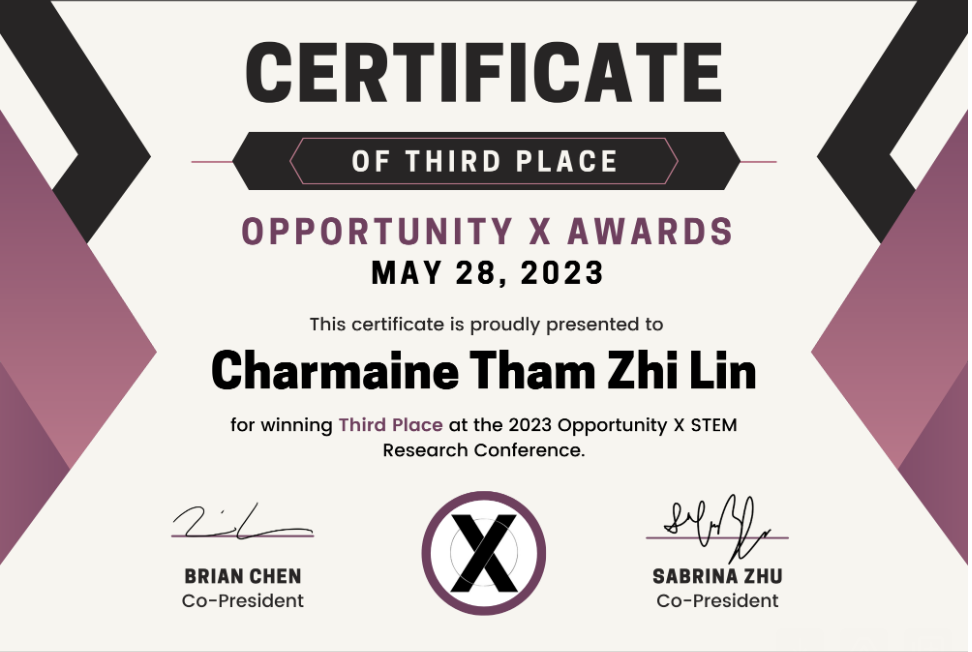 CERTIFICATE
OF THIRD PLACE
OPPORTUNITY X AWARDS
MAY 28, 2023
This certificate is proudly presented to
Charmaine Tham Zhi Lin
for winning Third Place at the 2023 Opportunity X STEM
Research Conference.
X
BRIAN CHEN
Co-President
SABRINA ZHU
Co-President